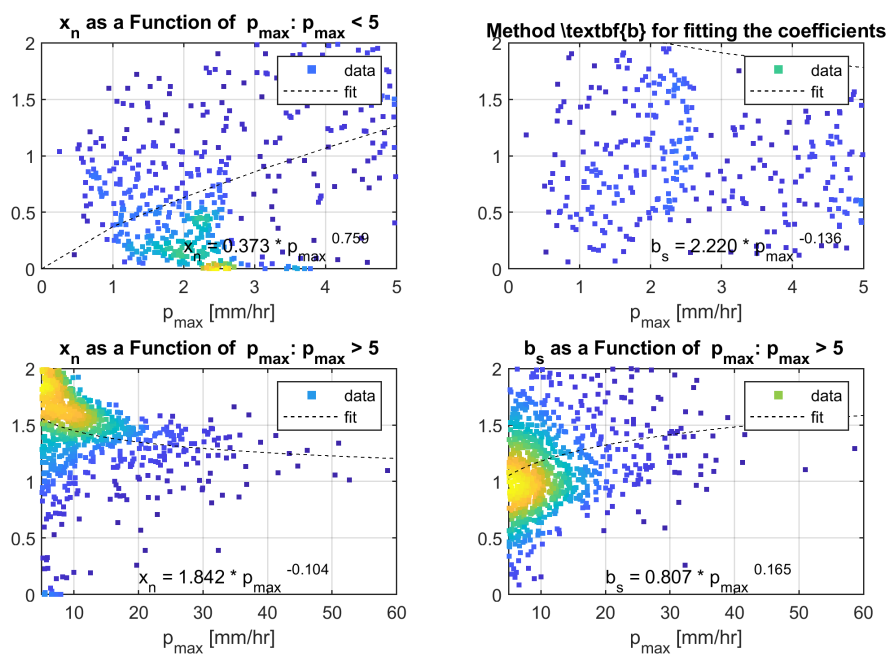 x_n as a Function of p_max: p_max < 5
2
1.5
1
0.5
0
0 1 2 3 4 5
data
fit
x_n = 0.373 * p_max^0.759
p_max [mm/hr]
Method \textbf{b} for fitting the coefficients
2
1.5
1
0.5
0
0 1 2 3 4 5
data
fit
b_s = 2.220 * p_max^-0.136
p_max [mm/hr]
x_n as a Function of p_max: p_max > 5
2
1.5
1
0.5
0
10 20 30 40 50 60
data
fit
x_n = 1.842 * p_max^-0.104
p_max [mm/hr]
b_s as a Function of p_max: p_max > 5
2
1.5
1
0.5
0
10 20 30 40 50 60
data
fit
b_s = 0.807 * p_max^0.165
p_max [mm/hr]